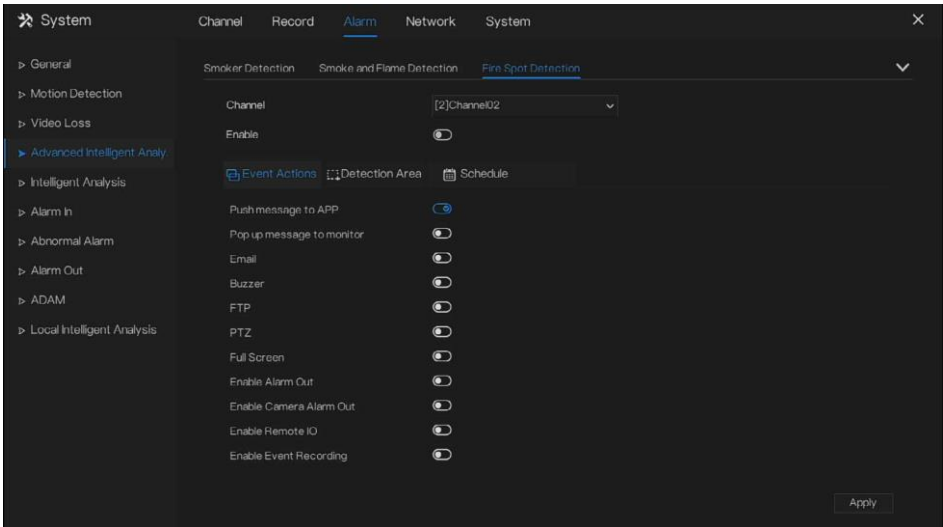 System Channel Record Alarm Network System
General
Motion Detection
Video Loss
Advanced Intelligent Analy.
Intelligent Analysis
Alarm In
Abnormal Alarm
Alarm Out
ADAM
Local Intelligent Analysis
Smoker Detection Smoke and Flame Detection Fire Spot Detection
Channel [2]Channel02
Enable
Event Actions Detection Area Schedule
Push message to APP
Pop up message to monitor
Email
Buzzer
FTP
PTZ
Full Screen
Enable Alarm Out
Enable Camera Alarm Out
Enable Remote IO
Enable Event Recording
Apply